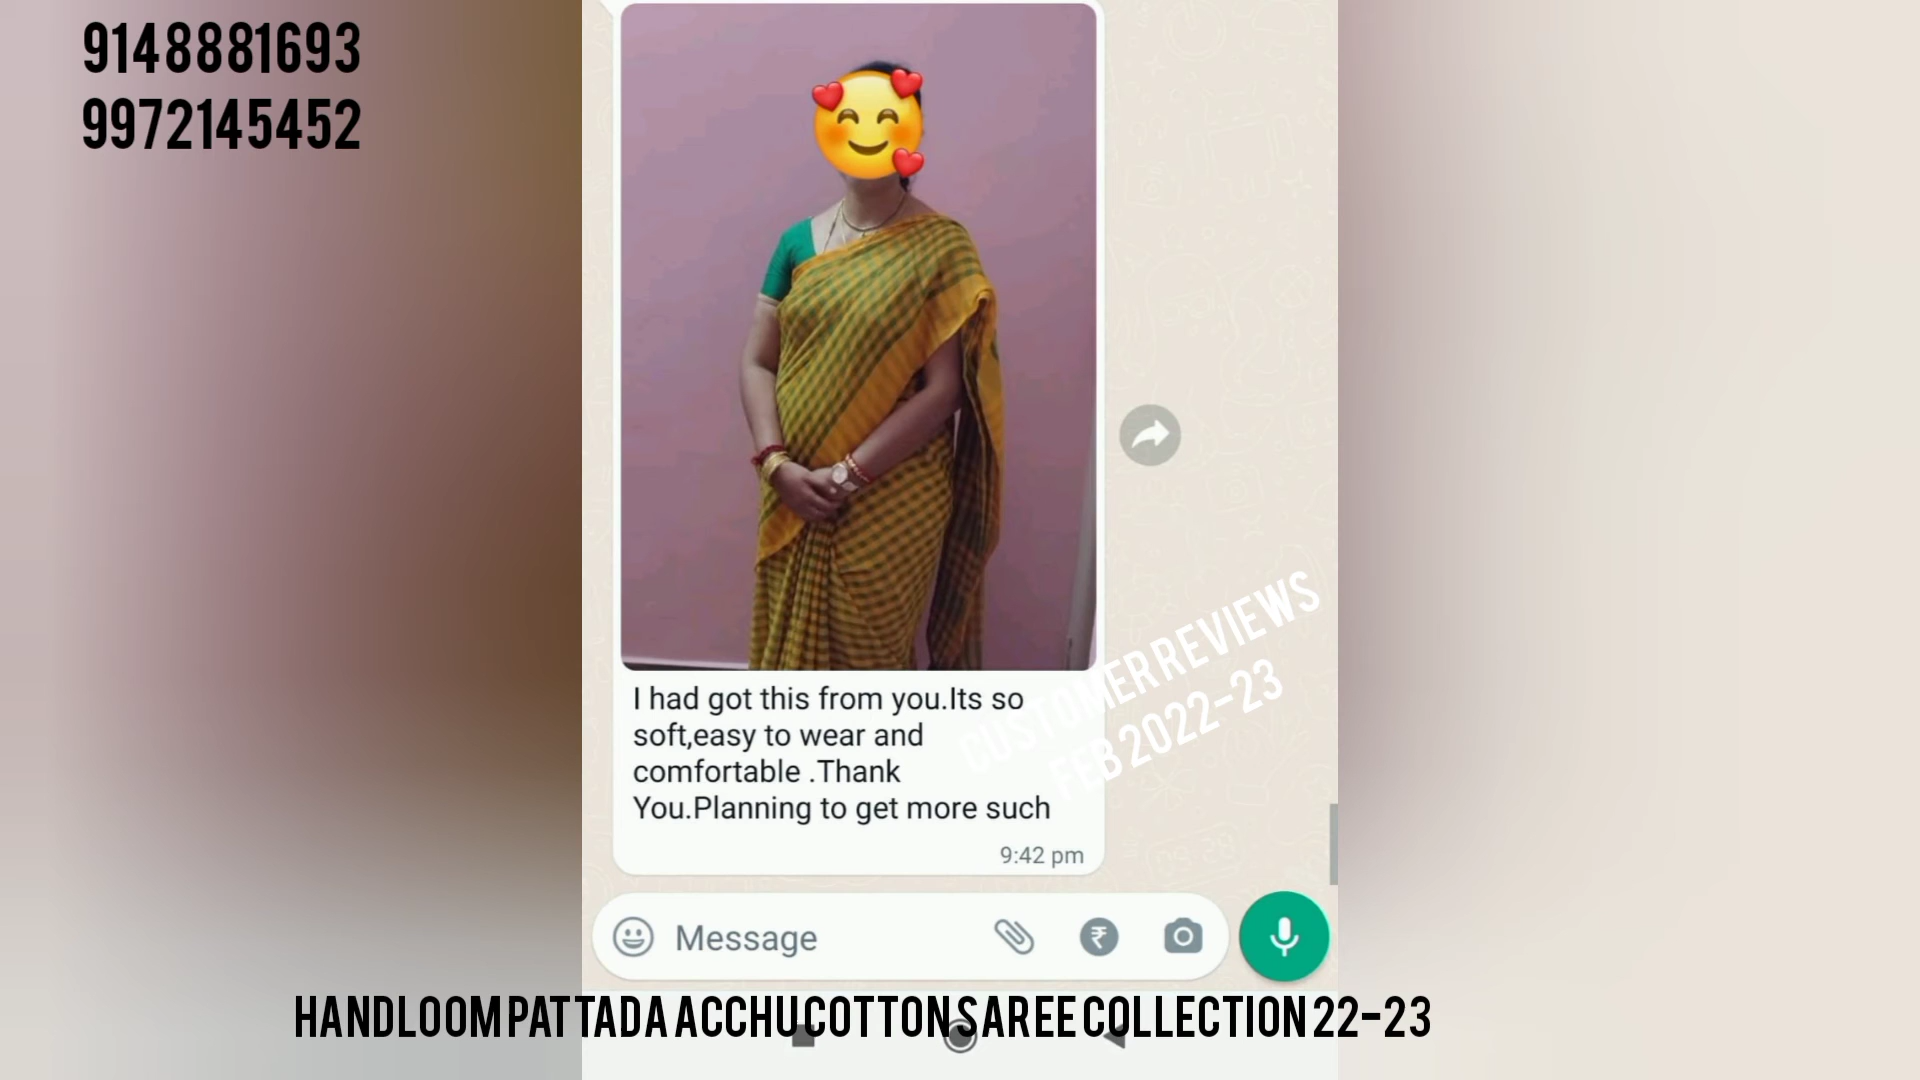 9148881693
9972145452
I had got this from you.Its so
soft,easy to wear and
comfortable .Thank
You.Planning to get more such
9:42 pm
CUSTOMER REVIEWS
FEB 2022-23
Message
HANDLOOM PATTADA ACCHU COTTON SAREE COLLECTION 22-23